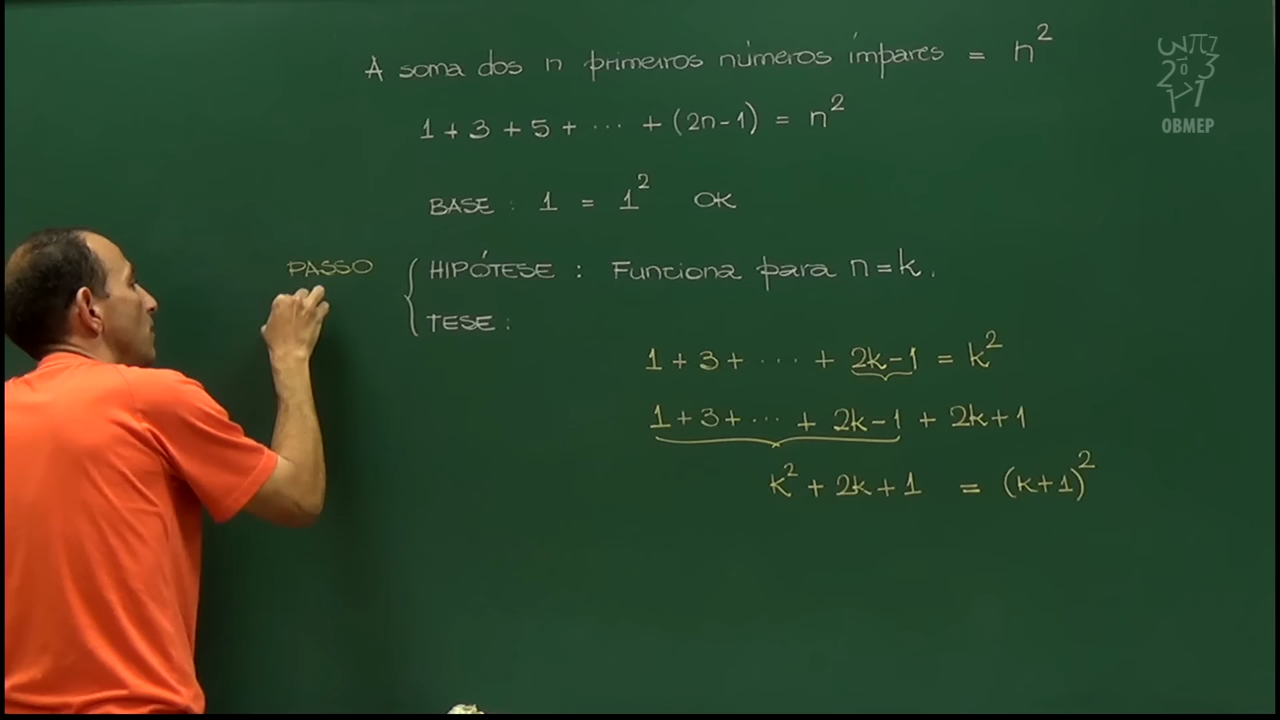 A soma dos n primeiros números ímpares = n²
1 + 3 + 5 + ... + (2n-1) = n²
BASE : 1 = 1² OK
PASSO { HIPÓTESE : Funciona para n=k.
TESE :
1 + 3 + ... + 2k-1 = k²
1 + 3 + ... + 2k-1 + 2k+1
k² + 2k+1 = (k+1)²
OBMEP